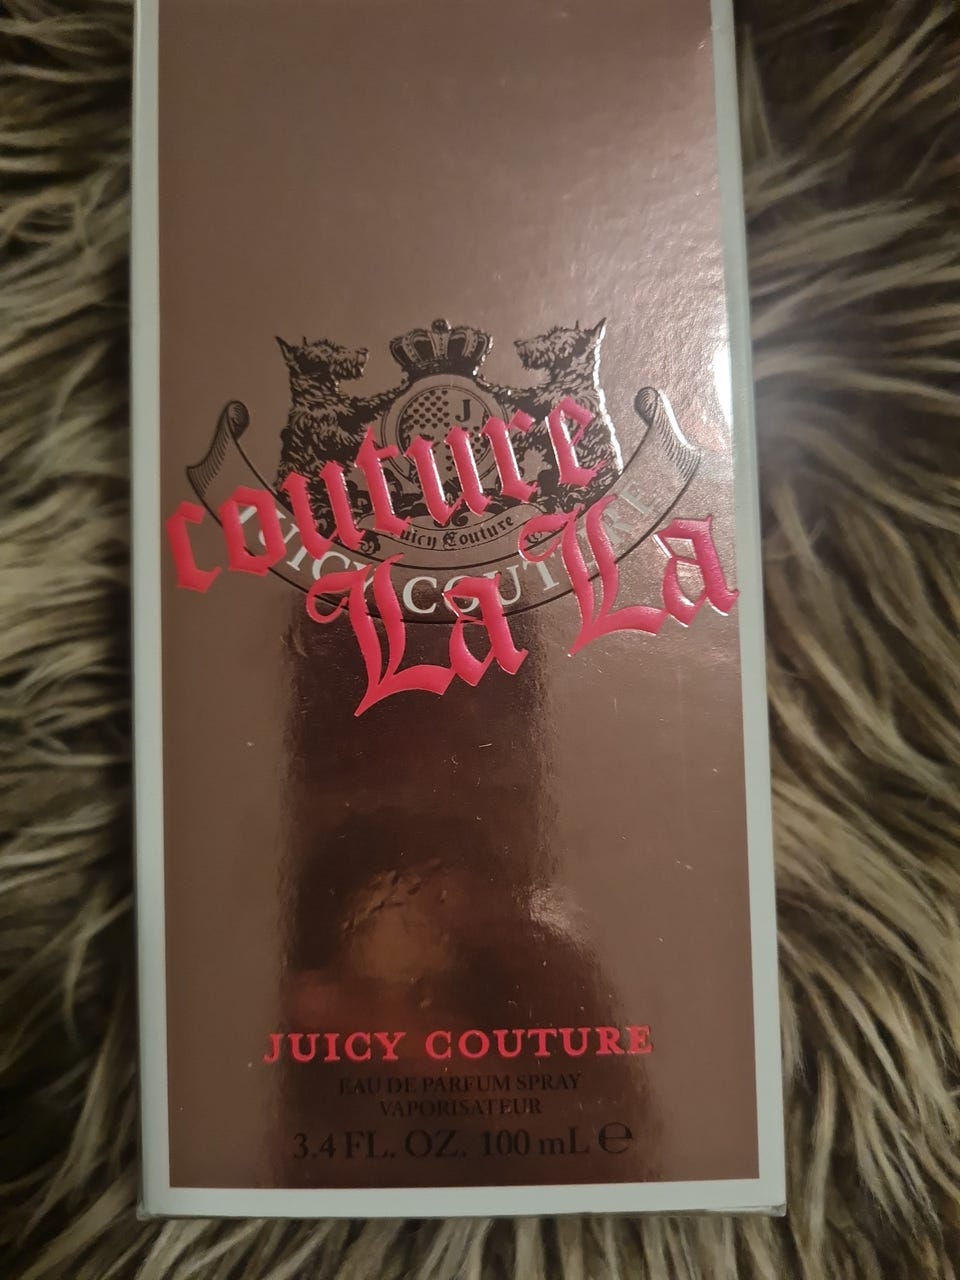 J
couture
Juicy Couture
JUICY COUTURE
La La
JUICY COUTURE
EAU DE PARFUM SPRAY
VAPORISATEUR
3.4 FL. OZ. 100 mL ℮